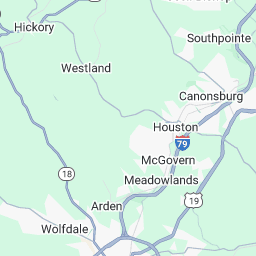 Hickory
Southpointe
Westland
Canonsburg
Houston
79
McGovern
18
Meadowlands
19
Arden
Wolfdale